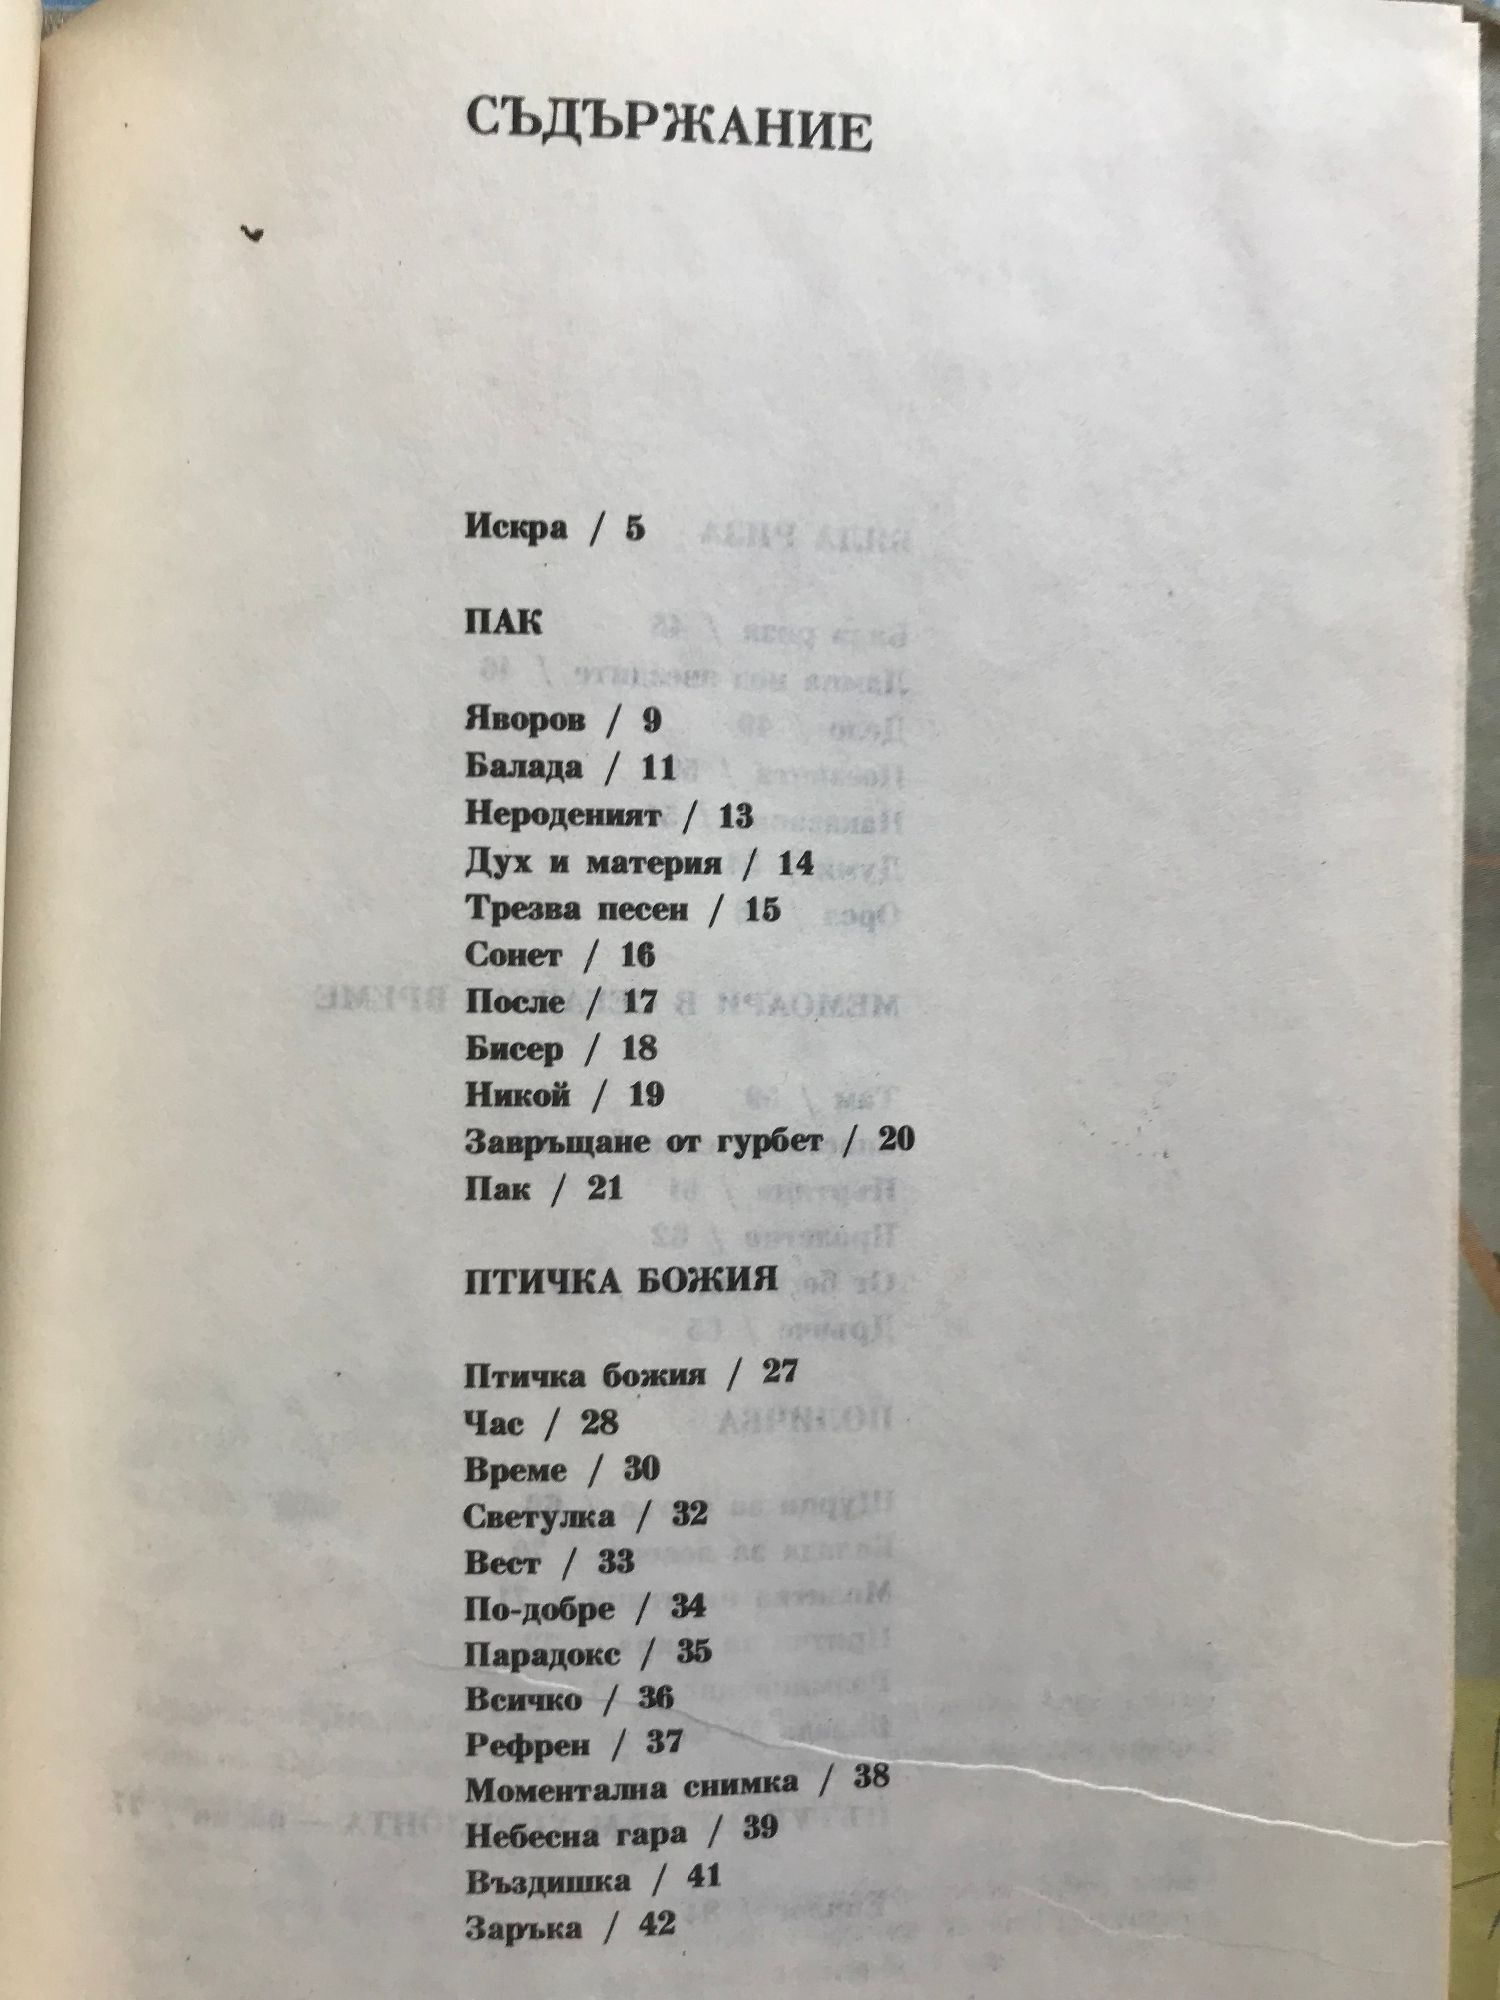 СЪДЪРЖАНИЕ
Искра / 5
ПАК
Яворов / 9
Балада / 11
Нероденият / 13
Дух и материя / 14
Трезва песен / 15
Сонет / 16
После / 17
Бисер / 18
Никой / 19
Завръщане от гурбет / 20
Пак / 21
ПТИЧКА БОЖИЯ
Птичка божия / 27
Час / 28
Време / 30
Светулка / 32
Вест / 33
По-добре / 34
Парадокс / 35
Всичко / 36
Рефрен / 37
Моментална снимка / 38
Небесна гара / 39
Въздишка / 41
Заръка / 42